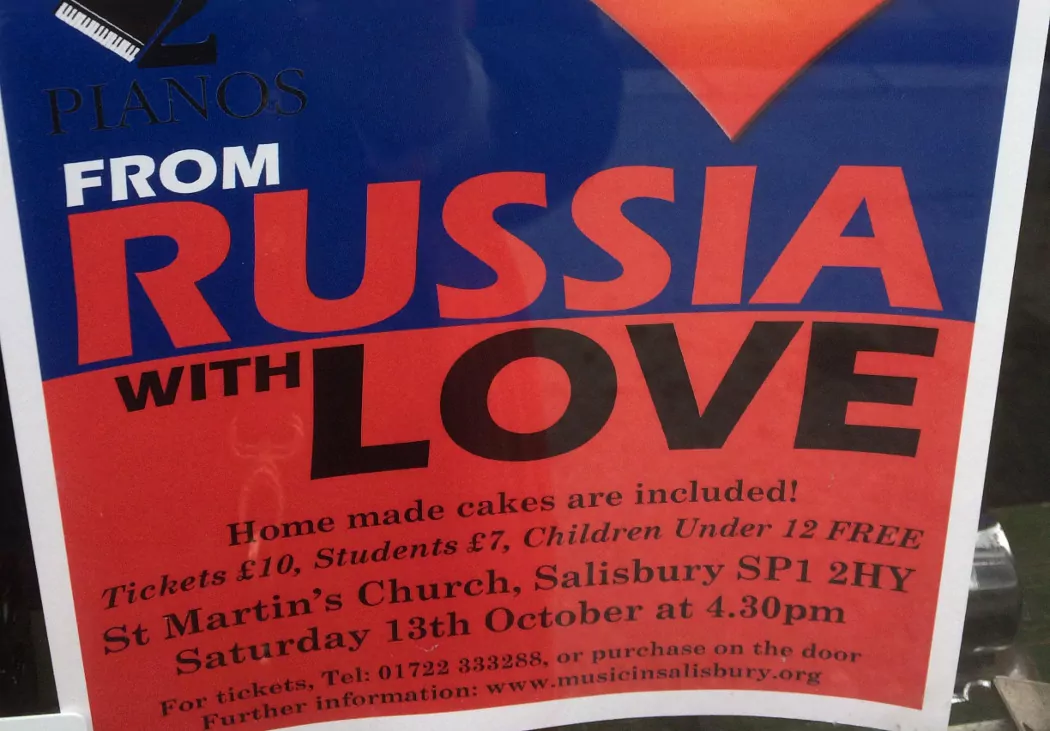 2
PIANOS
FROM
RUSSIA
WITH LOVE
Home made cakes are included!
Tickets £10, Students £7, Children Under 12 FREE
St Martin's Church, Salisbury SP1 2HY
Saturday 13th October at 4.30pm
For tickets, Tel: 01722 333288, or purchase on the door
Further information: www.musicinsalisbury.org